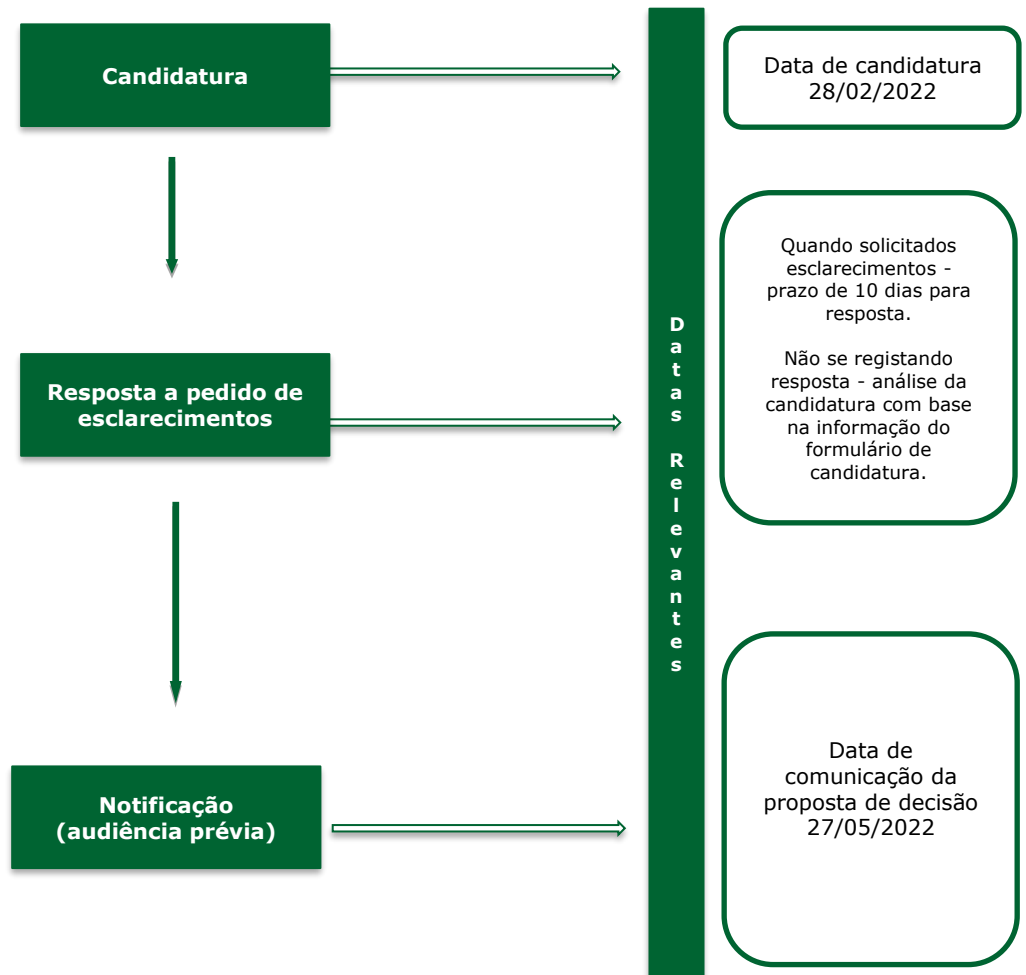 Candidatura
Data de candidatura
28/02/2022
Resposta a pedido de
esclarecimentos
Datas Relevantes
Quando solicitados
esclarecimentos -
prazo de 10 dias para
resposta.
Não se registando
resposta - análise da
candidatura com base
na informação do
formulário de
candidatura.
Notificação
(audiência prévia)
Data de
comunicação da
proposta de decisão
27/05/2022